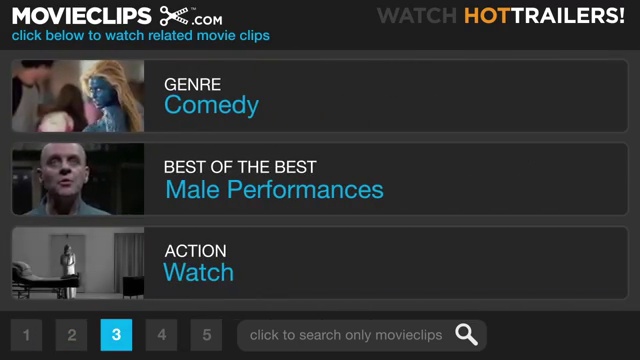 MOVIECLIPS .COM™
WATCH HOTTRAILERS!
click below to watch related movie clips
GENRE
Comedy
BEST OF THE BEST
Male Performances
ACTION
Watch
1 2 3 4 5
click to search only movieclips